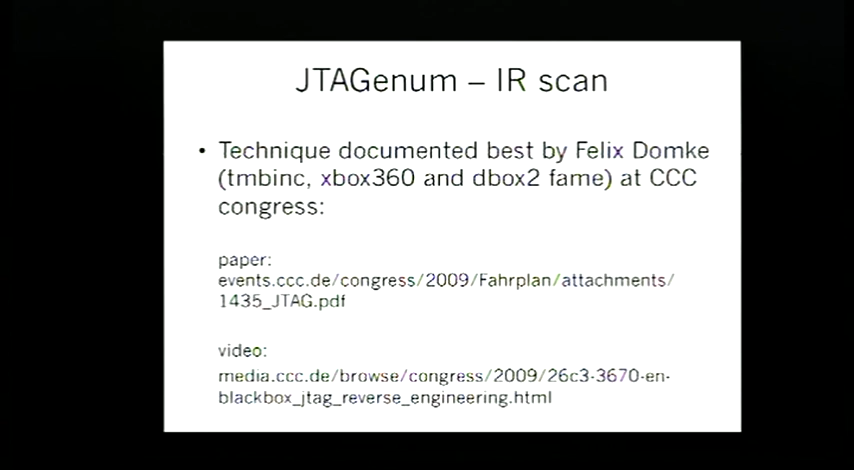 JTAGenum – IR scan
• Technique documented best by Felix Domke
(tmbinc, xbox360 and dbox2 fame) at CCC
congress:
paper:
events.ccc.de/congress/2009/Fahrplan/attachments/
1435_JTAG.pdf
video:
media.ccc.de/browse/congress/2009/26c3-3670-en-
blackbox_jtag_reverse_engineering.html